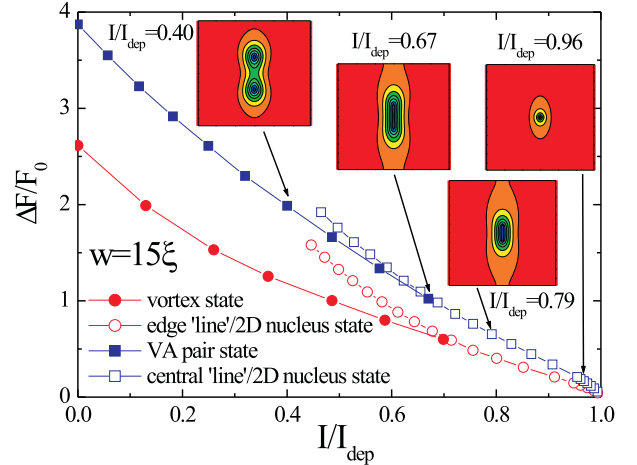 I/I_dep=0.40
I/I_dep=0.67
I/I_dep=0.96
I/I_dep=0.79
w=15ξ
vortex state
edge 'line'/2D nucleus state
VA pair state
central 'line'/2D nucleus state
4
3
2
1
0
ΔF/F_0
0.0 0.2 0.4 0.6 0.8 1.0
I/I_dep